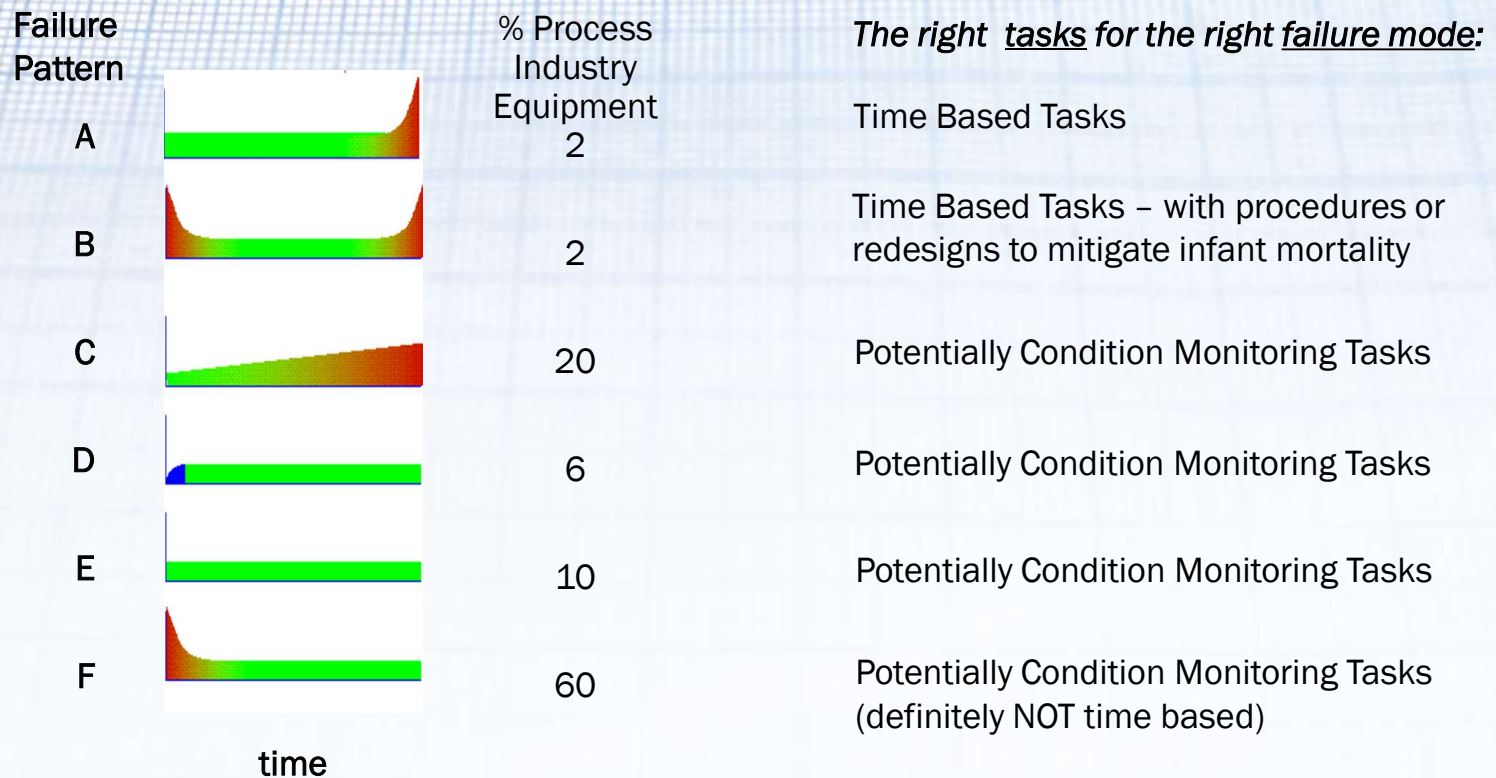 Failure
Pattern
% Process
Industry
Equipment
The right tasks for the right failure mode:
A
2
Time Based Tasks
B
2
Time Based Tasks – with procedures or
redesigns to mitigate infant mortality
C
20
Potentially Condition Monitoring Tasks
D
6
Potentially Condition Monitoring Tasks
E
10
Potentially Condition Monitoring Tasks
F
60
Potentially Condition Monitoring Tasks
(definitely NOT time based)
time